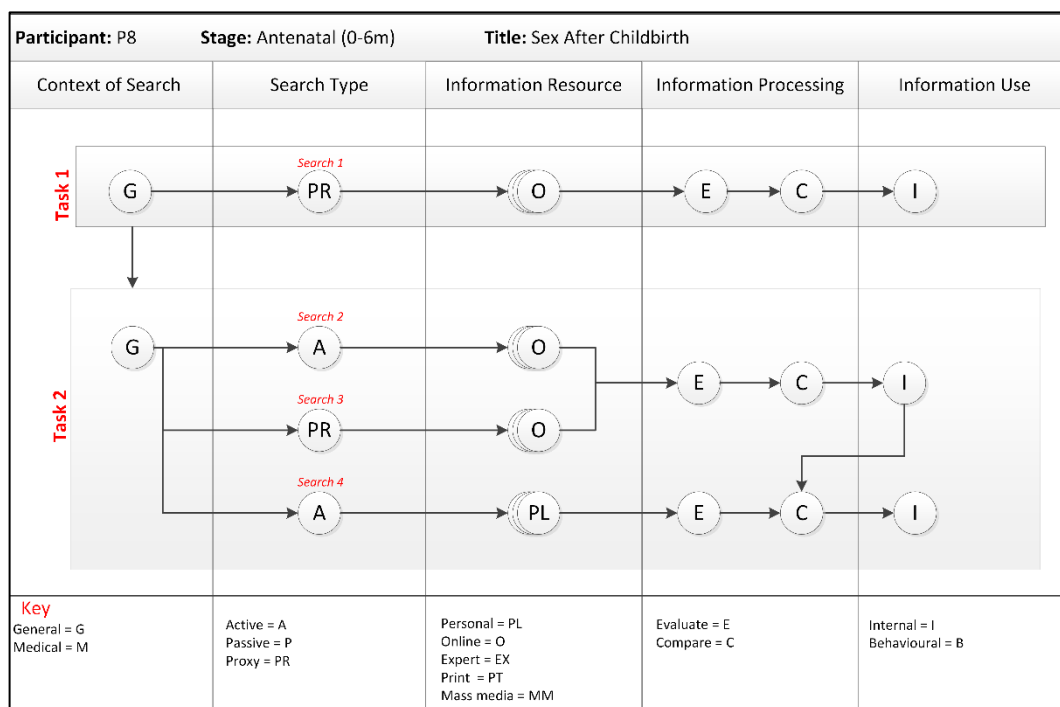 Participant: P8 Stage: Antenatal (0-6m) Title: Sex After Childbirth
Context of Search Search Type Information Resource Information Processing Information Use
Task 1
Search 1
G PR O E C I
Task 2
Search 2
G A O
E C I
Search 3
PR O
Search 4
A PL E C I
Key
General = G
Medical = M
Active = A
Passive = P
Proxy = PR
Personal = PL
Online = O
Expert = EX
Print = PT
Mass media = MM
Evaluate = E
Compare = C
Internal = I
Behavioural = B